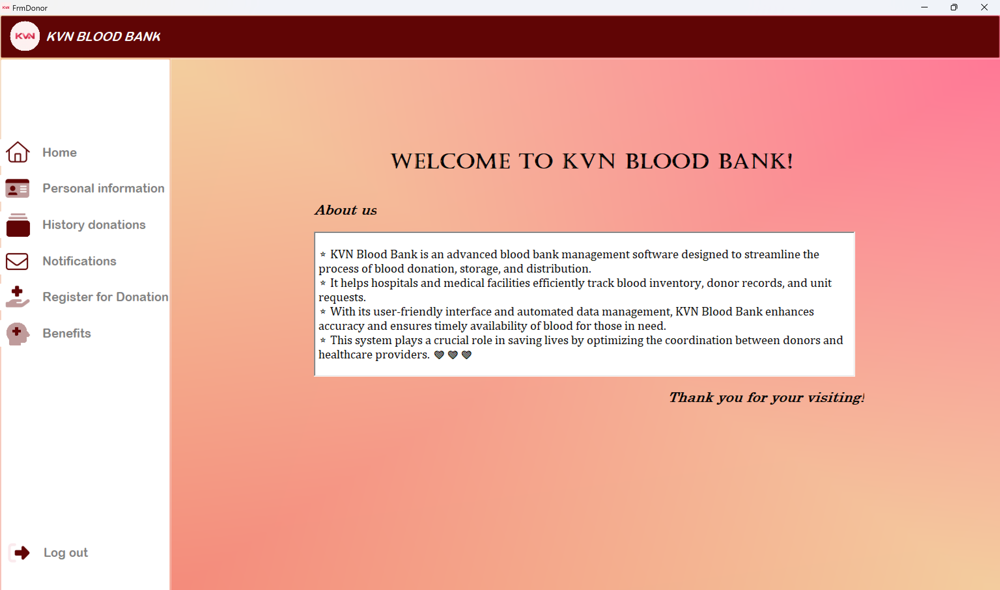 KVN FrmDonor
KVN KVN BLOOD BANK
Home
Personal information
History donations
Notifications
Register for Donation
Benefits
Log out
WELCOME TO KVN BLOOD BANK!
About us
⭐ KVN Blood Bank is an advanced blood bank management software designed to streamline the
process of blood donation, storage, and distribution.
⭐ It helps hospitals and medical facilities efficiently track blood inventory, donor records, and unit
requests.
⭐ With its user-friendly interface and automated data management, KVN Blood Bank enhances
accuracy and ensures timely availability of blood for those in need.
⭐ This system plays a crucial role in saving lives by optimizing the coordination between donors and
healthcare providers. 💖 💖 💖
Thank you for your visiting!